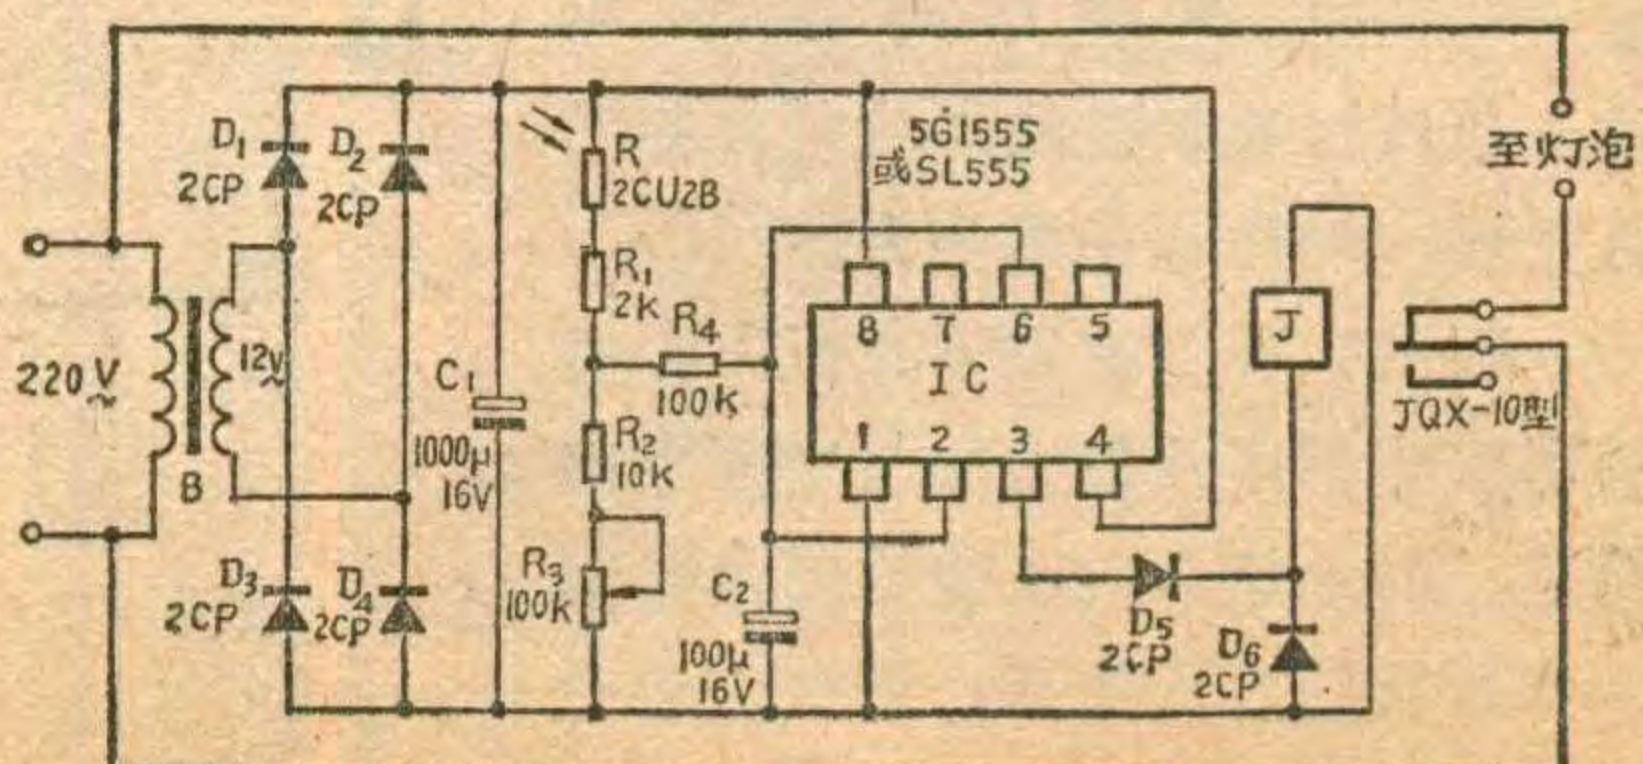 D₁
2CP
D₂
2CP
R
2CU2B
5G1555
或SL555
至灯泡
R₁
2K
R₄
100k
8 7 6 5
IC
1 2 3 4
J
JQX-10型
220V~
12V~
B
C₁
1000μ
16V
R₂
10K
R₃
100k
D₃
2CP
D₄
2CP
C₂
100μ
16V
D₅
2CP
D₆
2CP